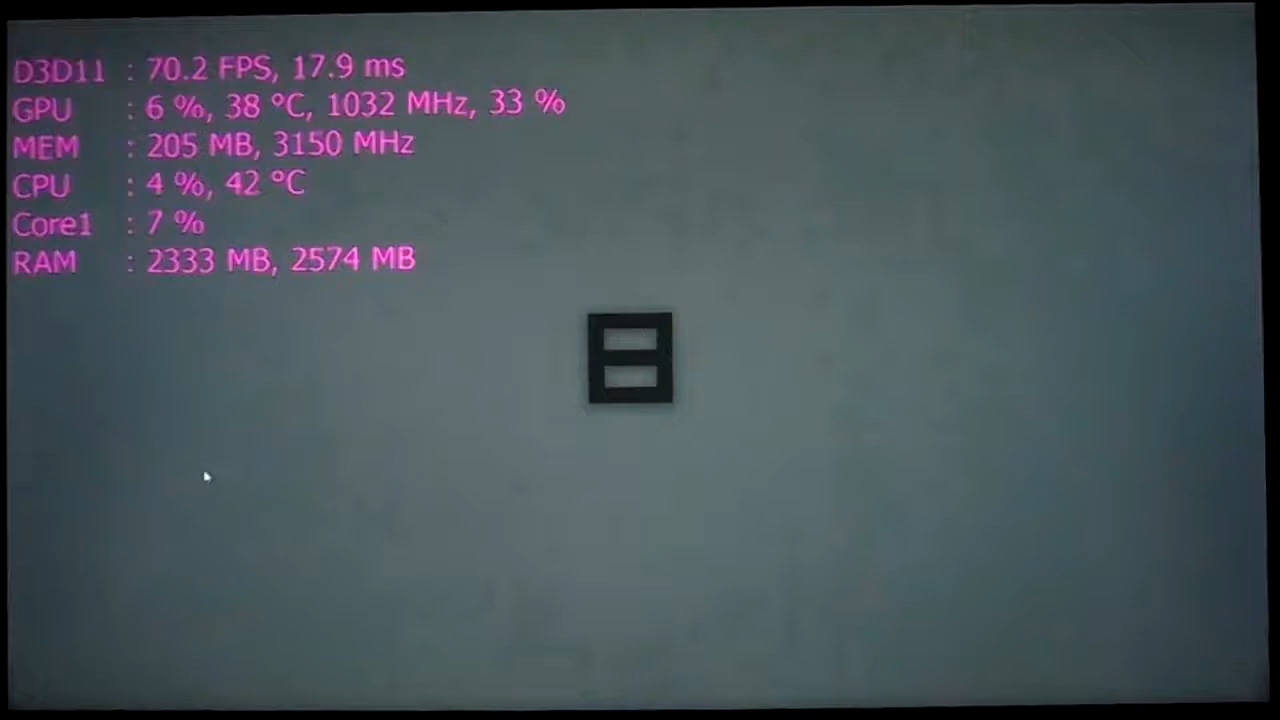 D3D11 : 70.2 FPS, 17.9 ms
GPU : 6 %, 38 °C, 1032 MHz, 33 %
MEM : 205 MB, 3150 MHz
CPU : 4 %, 42 °C
Core1 : 7 %
RAM : 2333 MB, 2574 MB
8